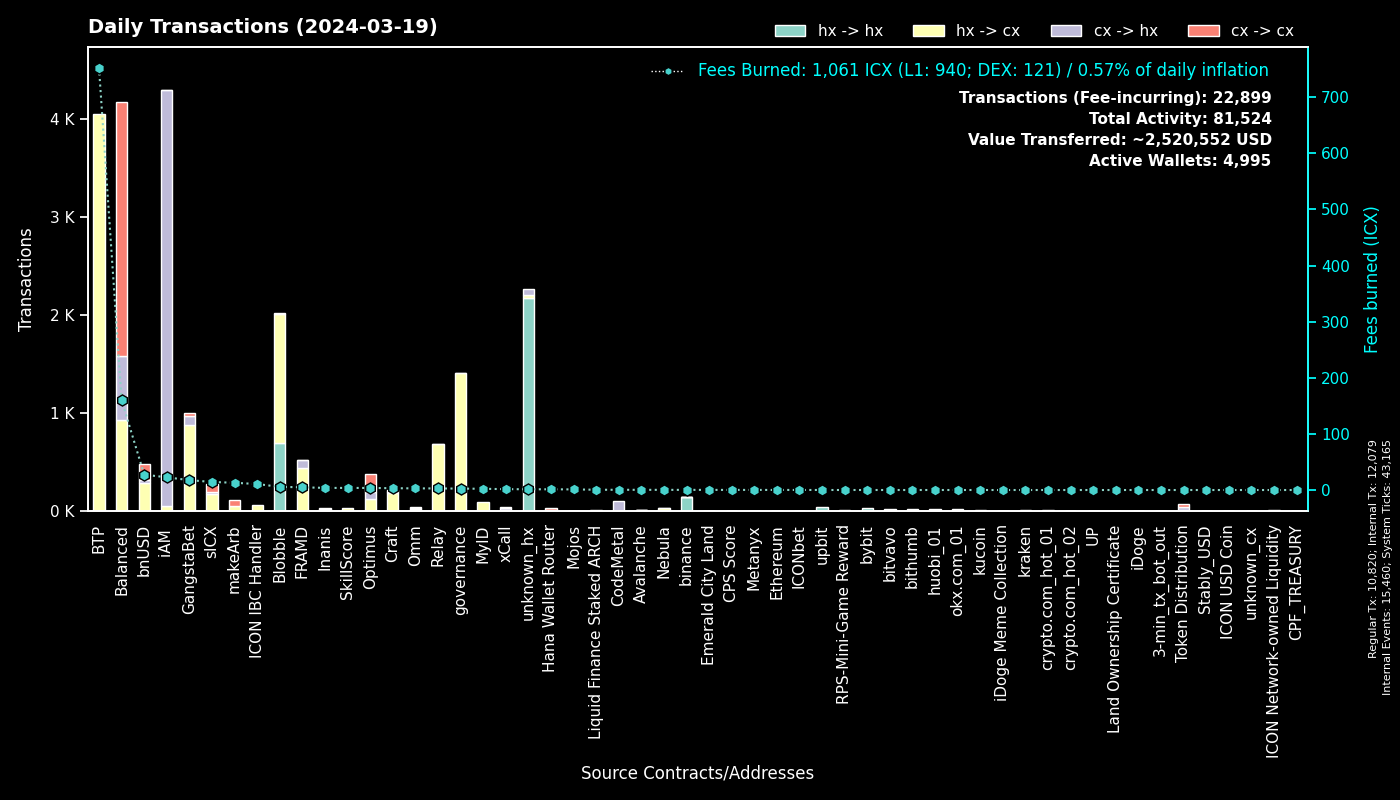 Daily Transactions (2024-03-19)
hx -> hx
hx -> cx
cx -> hx
cx -> cx
Fees Burned: 1,061 ICX (L1: 940; DEX: 121) / 0.57% of daily inflation
Transactions (Fee-incurring): 22,899
Total Activity: 81,524
Value Transferred: ~2,520,552 USD
Active Wallets: 4,995
Transactions
4 K
3 K
2 K
1 K
0 K
700
600
500
400
300
200
100
0
Fees burned (ICX)
BTP
Balanced
bnUSD
iAM
GangstaBet
sICX
makeArb
ICON IBC Handler
Blobble
FRAMD
Inanis
SkillScore
Optimus
Craft
Omm
Relay
governance
MyID
xCall
unknown_hx
Hana Wallet Router
Mojos
Liquid Finance Staked ARCH
CodeMetal
Avalanche
Nebula
binance
Emerald City Land
CPS Score
Metanyx
Ethereum
ICONbet
upbit
RPS-Mini-Game Reward
bybit
bitvavo
bithumb
huobi_01
okx.com_01
kucoin
iDoge Meme Collection
kraken
crypto.com_hot_01
crypto.com_hot_02
UP
Land Ownership Certificate
iDoge
3-min_tx_bot_out
Token Distribution
Stably_USD
ICON USD Coin
unknown_cx
ICON Network-owned Liquidity
CPF_TREASURY
Source Contracts/Addresses
Regular Tx: 10,820; Internal Tx: 12,079
Internal Events: 15,460; System Ticks: 43,165